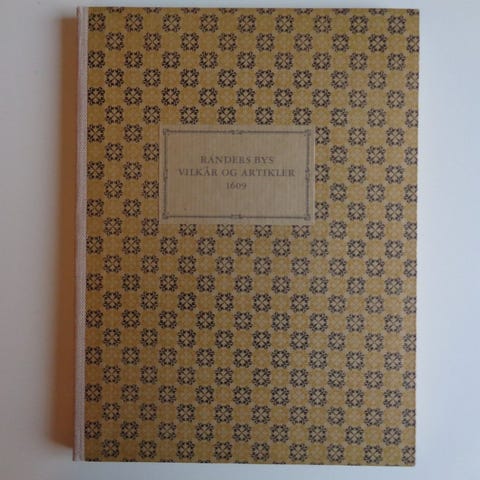 RANDERS BYS
VILKÅR OG ARTIKLER
1609